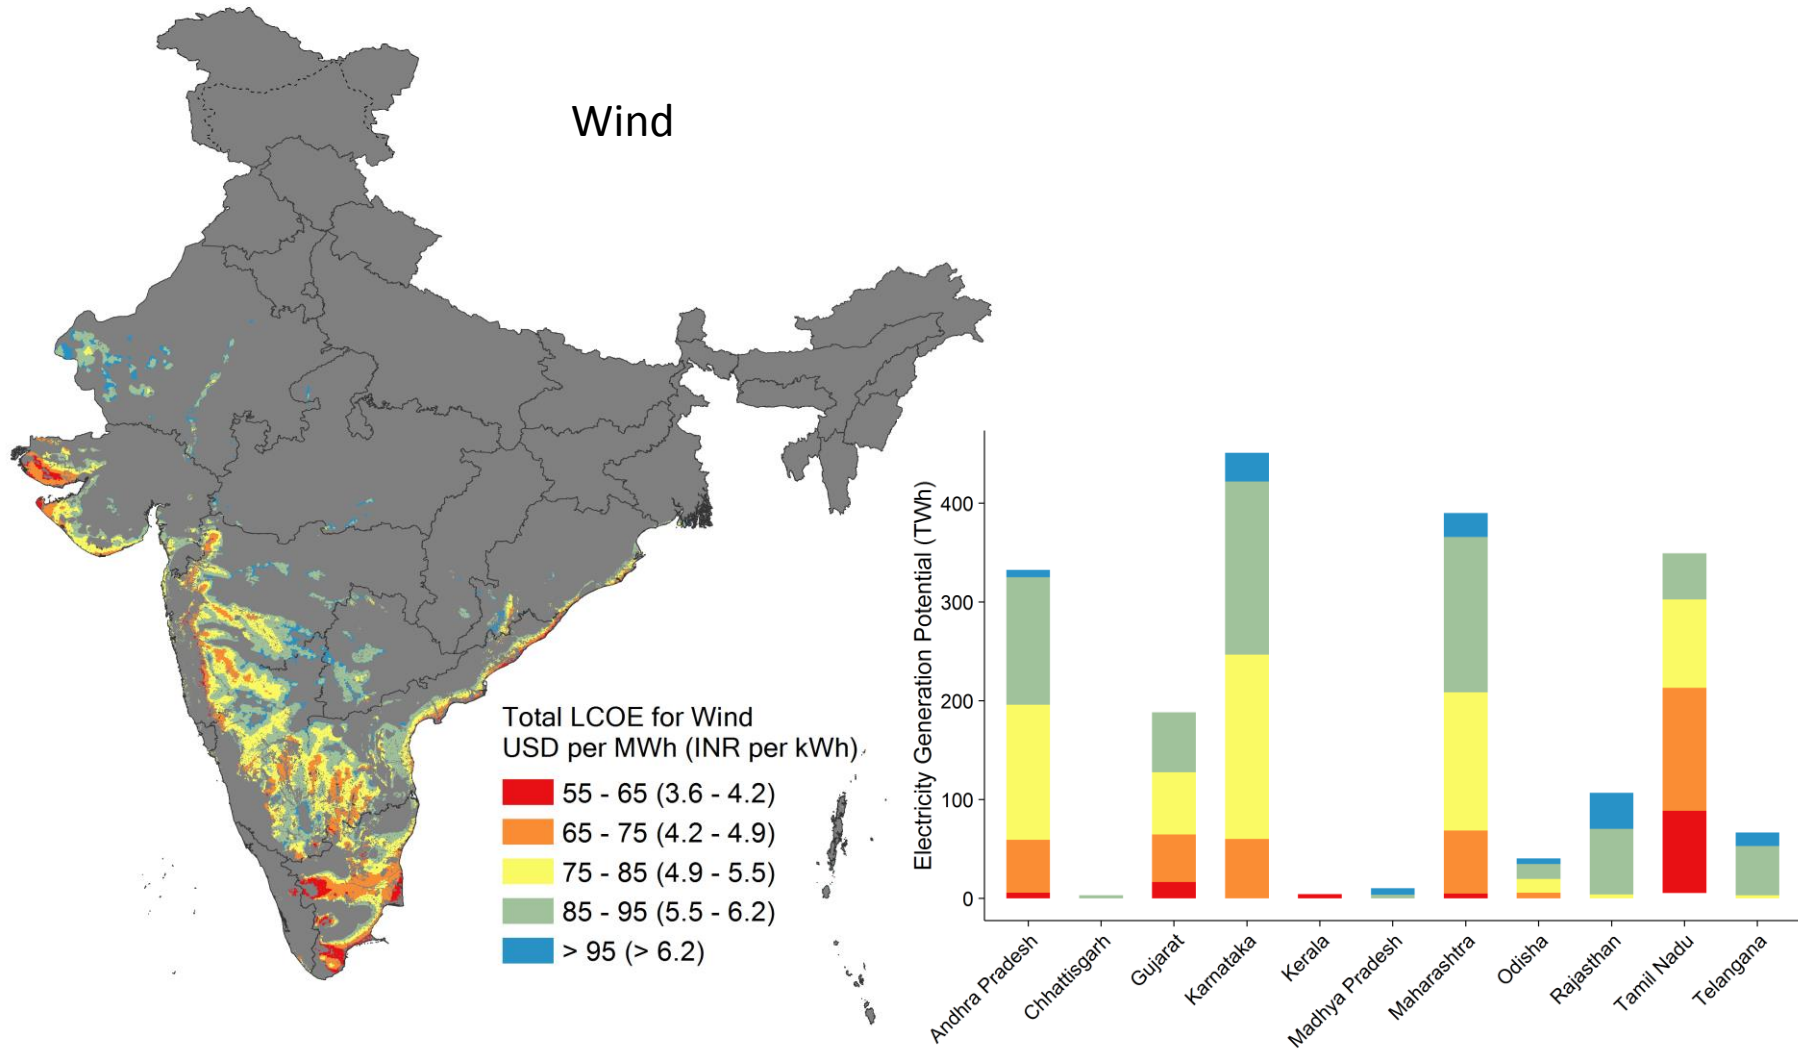 Wind
Total LCOE for Wind
USD per MWh (INR per kWh)
55 - 65 (3.6 - 4.2)
65 - 75 (4.2 - 4.9)
75 - 85 (4.9 - 5.5)
85 - 95 (5.5 - 6.2)
> 95 (> 6.2)
Electricity Generation Potential (TWh)
400
300
200
100
0
Andhra Pradesh
Chhattisgarh
Gujarat
Karnataka
Kerala
Madhya Pradesh
Maharashtra
Odisha
Rajasthan
Tamil Nadu
Telangana